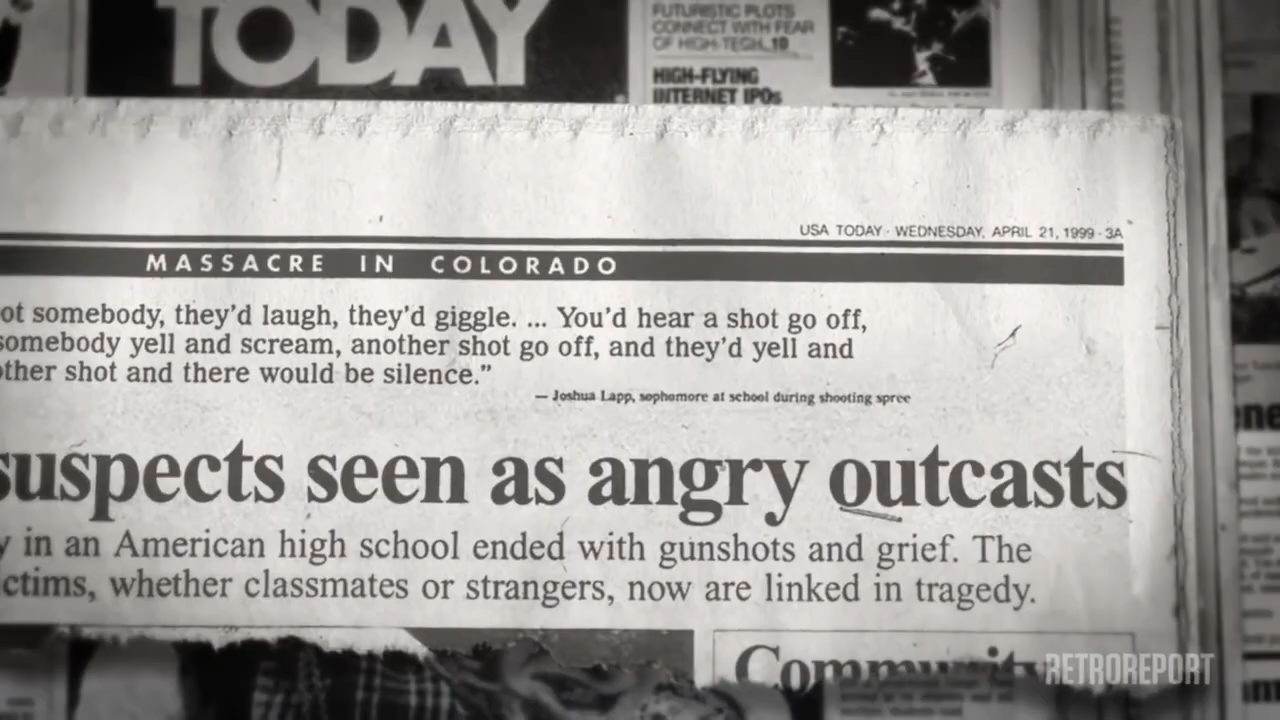 TODAY
FUTURISTIC PLOTS
CONNECT WITH FEAR
OF HIGH-TECH, 10
HIGH-FLYING
INTERNET IPOs
USA TODAY · WEDNESDAY, APRIL 21, 1999 · 3A
MASSACRE IN COLORADO
ot somebody, they'd laugh, they'd giggle. ... You'd hear a shot go off,
somebody yell and scream, another shot go off, and they'd yell and
other shot and there would be silence."
— Joshua Lapp, sophomore at school during shooting spree
suspects seen as angry outcasts
y in an American high school ended with gunshots and grief. The
ctims, whether classmates or strangers, now are linked in tragedy.
Community
RETROREPORT